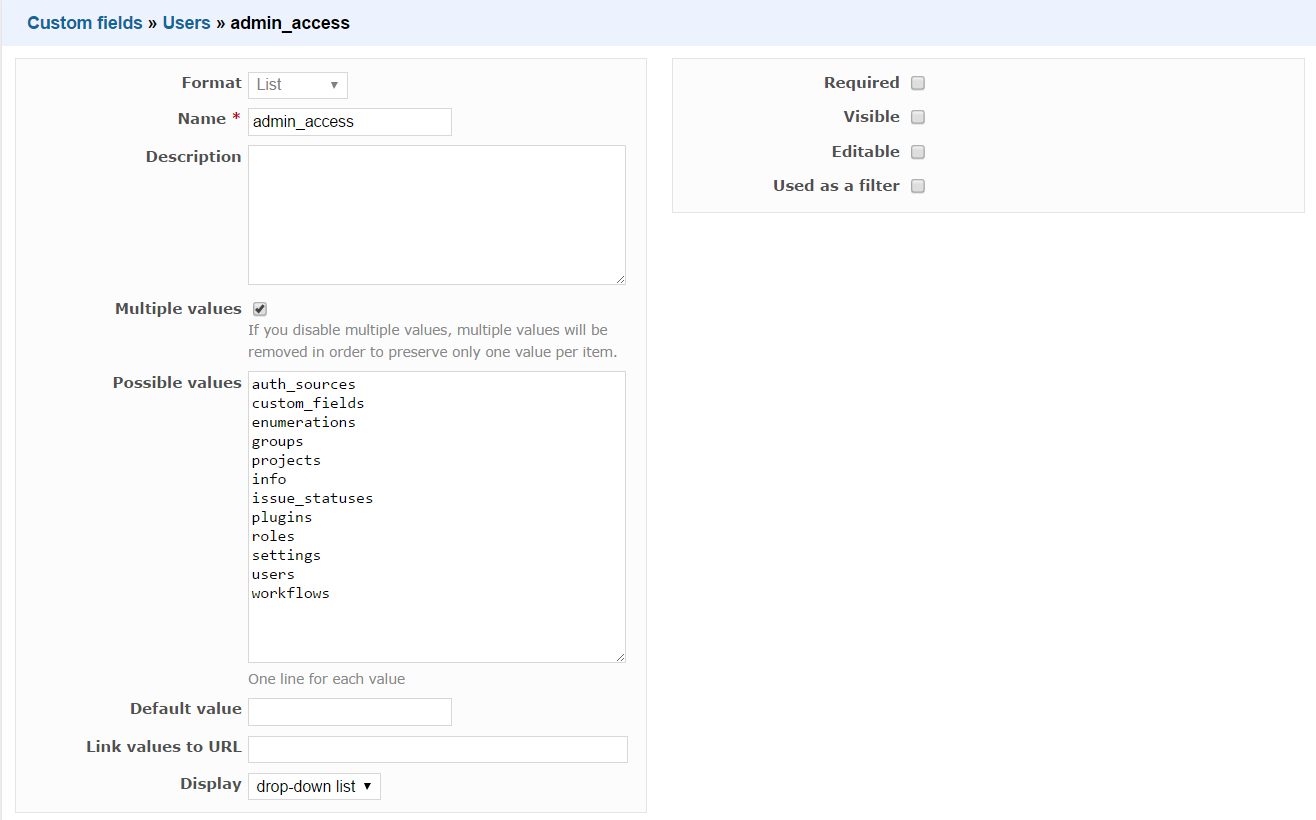 Custom fields » Users » admin_access
Format List
Name * admin_access
Description
Multiple values
If you disable multiple values, multiple values will be
removed in order to preserve only one value per item.
Possible values
auth_sources
custom_fields
enumerations
groups
projects
info
issue_statuses
plugins
roles
settings
users
workflows
One line for each value
Default value
Link values to URL
Display drop-down list
Required
Visible
Editable
Used as a filter